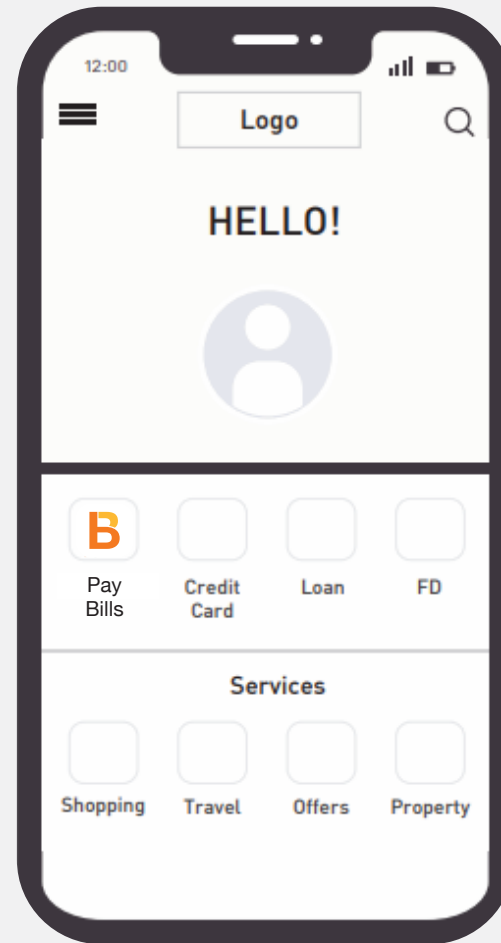 12:00
Logo
HELLO!
B
Pay Credit Loan FD
Bills Card
Services
Shopping Travel Offers Property